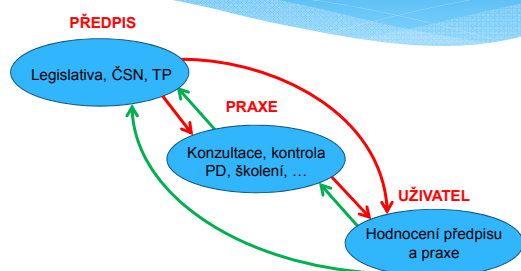 PŘEDPIS
Legislativa, ČSN, TP
PRAXE
Konzultace, kontrola
PD, školení, …
UŽIVATEL
Hodnocení předpisu
a praxe